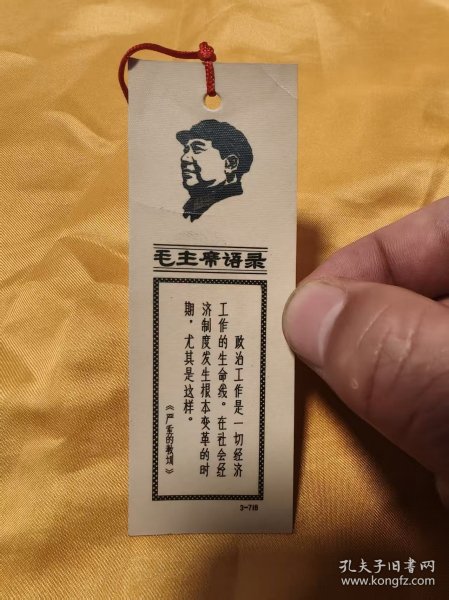 毛主席语录
政治工作是一切经济
工作的生命线。在社会经
济制度发生根本变革的时
期，尤其是这样。
《严重的教训》
3-718
孔夫子旧书网
www.kongfz.com